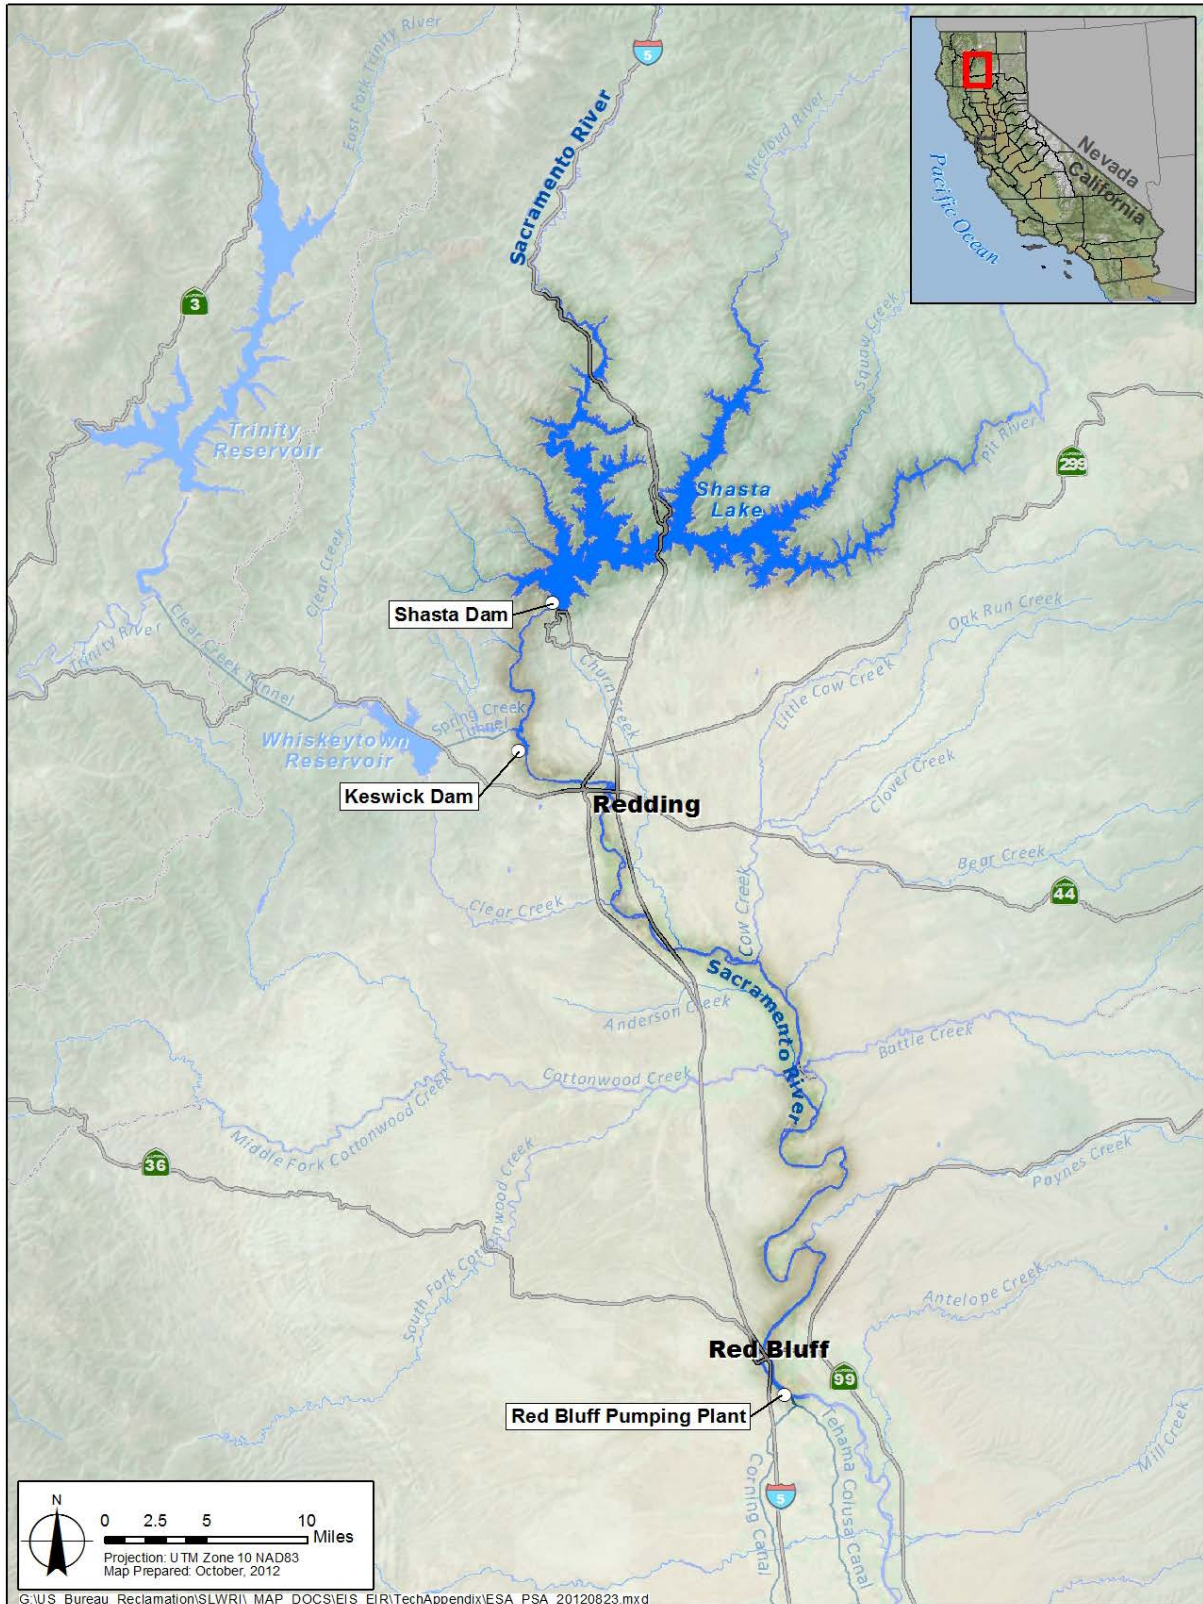 East Fork Trinity River
5
Sacramento River
Mccloud River
Nevada
California
Pacific Ocean
3
Squaw Creek
Trinity
Reservoir
Pit River
299
Shasta
Lake
Clear Creek
Shasta Dam
Oak Run Creek
Trinity River
Clear Creek Tunnel
Churn Creek
Little Cow Creek
Spring Creek
Tunnel
Whiskeytown
Reservoir
Clover Creek
Keswick Dam
Redding
Bear Creek
44
Clear Creek
Cow Creek
Sacramento River
Anderson Creek
Battle Creek
Cottonwood Creek
Middle Fork Cottonwood Creek
36
Paynes Creek
South Fork Cottonwood Creek
Antelope Creek
Red Bluff
99
Red Bluff Pumping Plant
Mill Creek
Tehama Colusa Canal
Corning Canal
5
N
0 2.5 5 10
Miles
Projection: UTM Zone 10 NAD83
Map Prepared: October, 2012
G:\US_Bureau_Reclamation\SLWRI\_MAP_DOCS\EIS_EIR\TechAppendix\ESA_PSA_20120823.mxd